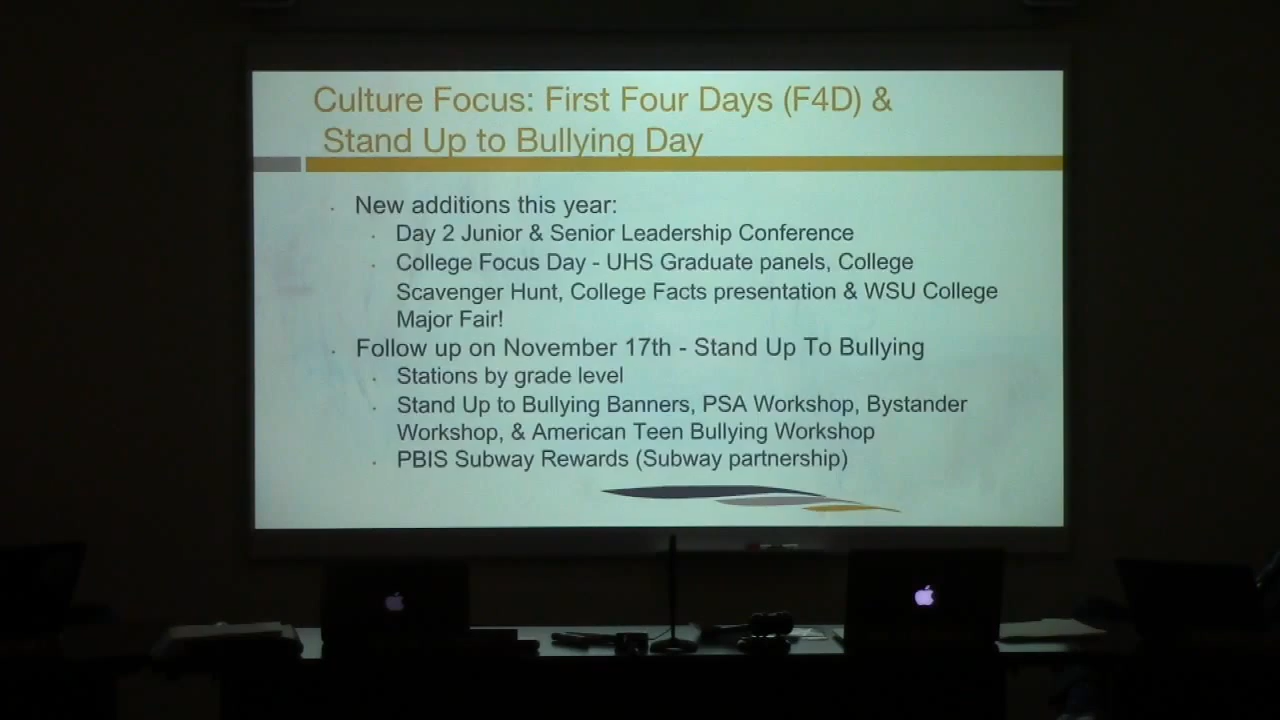 Culture Focus: First Four Days (F4D) &
Stand Up to Bullying Day
New additions this year:
Day 2 Junior & Senior Leadership Conference
College Focus Day - UHS Graduate panels, College
Scavenger Hunt, College Facts presentation & WSU College
Major Fair!
Follow up on November 17th - Stand Up To Bullying
Stations by grade level
Stand Up to Bullying Banners, PSA Workshop, Bystander
Workshop, & American Teen Bullying Workshop
PBIS Subway Rewards (Subway partnership)